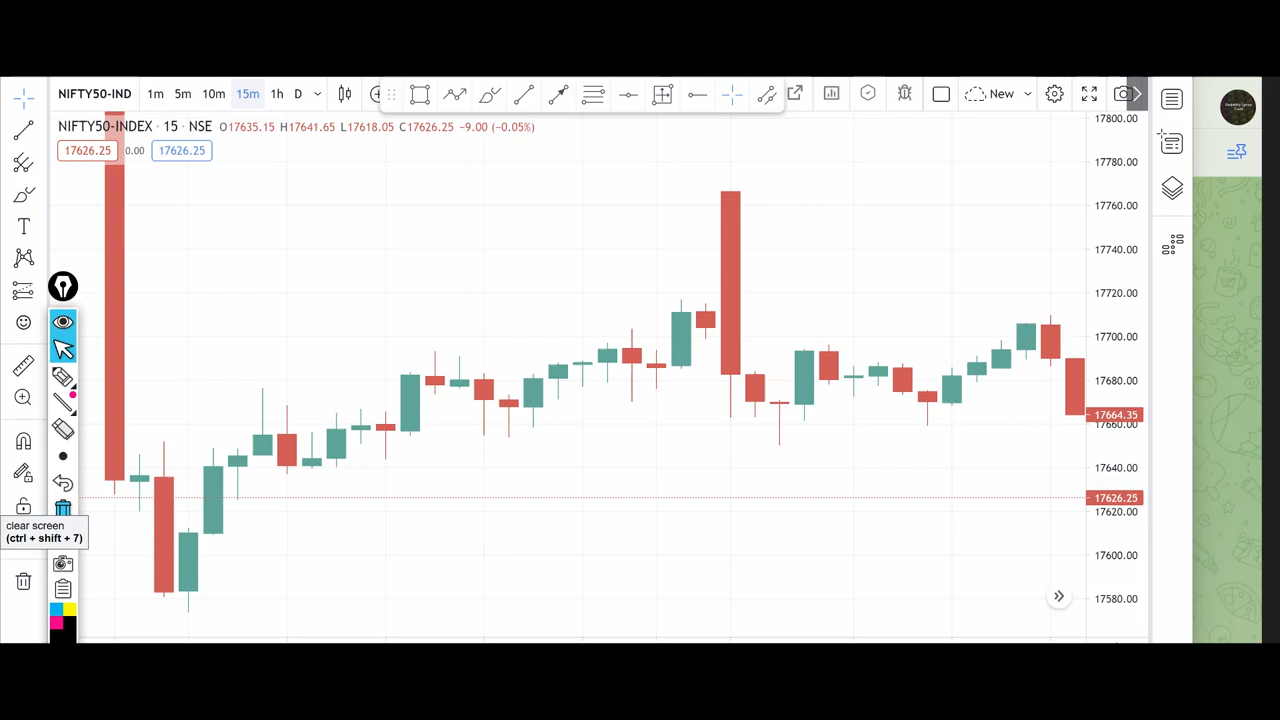 NIFTY50-IND 1m 5m 10m 15m 1h D New
NIFTY50-INDEX · 15 · NSE O17635.15 H17641.65 L17618.05 C17626.25 −9.00 (−0.05%)
17626.25 0.00 17626.25
17800.00
17780.00
17760.00
17740.00
17720.00
17700.00
17680.00
17664.35
17660.00
17640.00
17626.25
17620.00
17600.00
17580.00
clear screen
(ctrl + shift + 7)